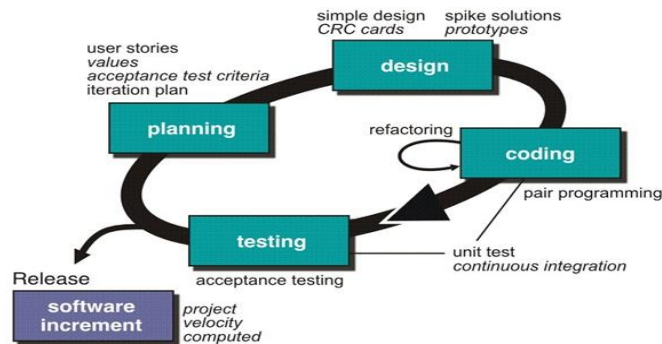 simple design
CRC cards
spike solutions
prototypes
user stories
values
acceptance test criteria
iteration plan
design
planning
refactoring
coding
pair programming
testing
unit test
continuous integration
acceptance testing
Release
software
increment
project
velocity
computed